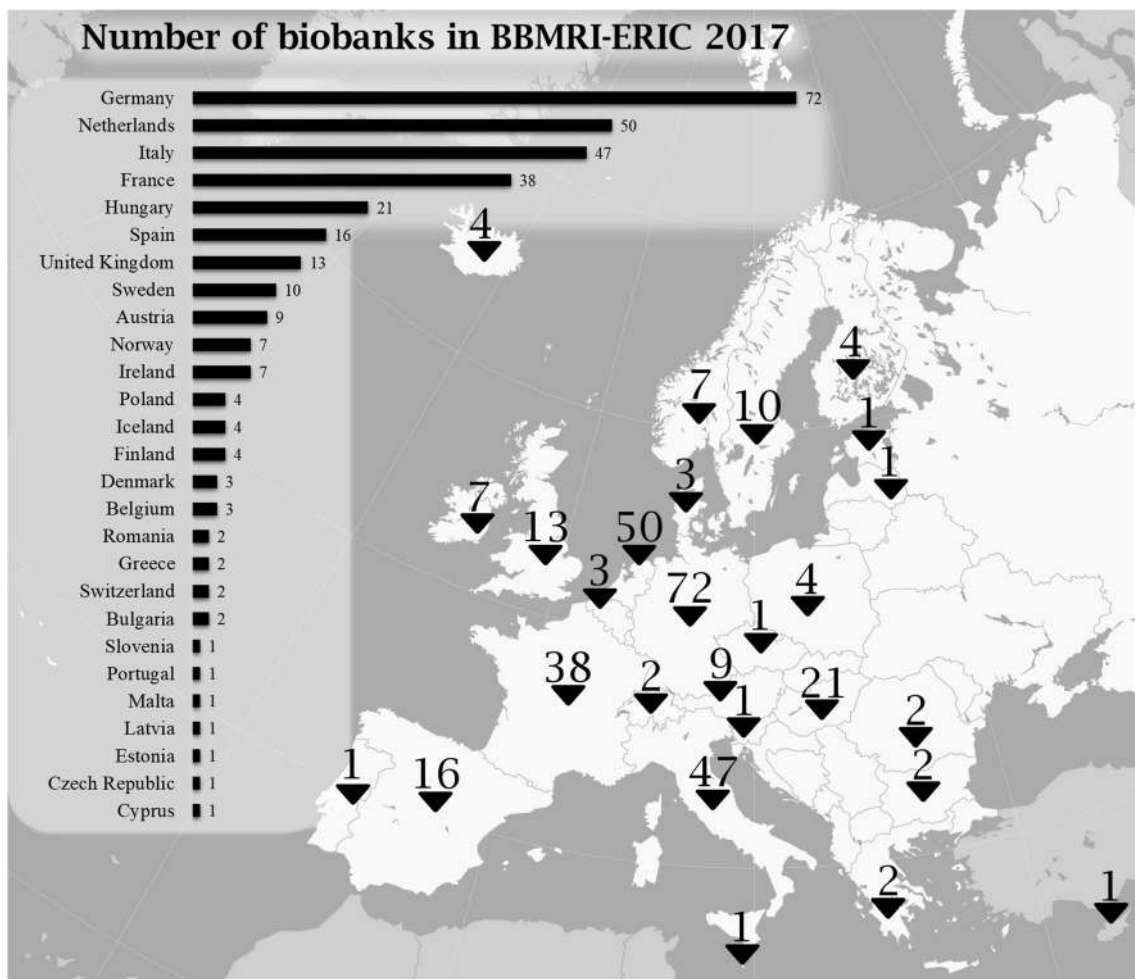 Number of biobanks in BBMRI-ERIC 2017
Germany 72
Netherlands 50
Italy 47
France 38
Hungary 21
Spain 16
United Kingdom 13
Sweden 10
Austria 9
Norway 7
Ireland 7
Poland 4
Iceland 4
Finland 4
Denmark 3
Belgium 3
Romania 2
Greece 2
Switzerland 2
Bulgaria 2
Slovenia 1
Portugal 1
Malta 1
Latvia 1
Estonia 1
Czech Republic 1
Cyprus 1
4
4
7
10
1
1
3
7
13
50
3
72
4
1
38
2
9
1
21
2
2
1
16
47
2
1
1